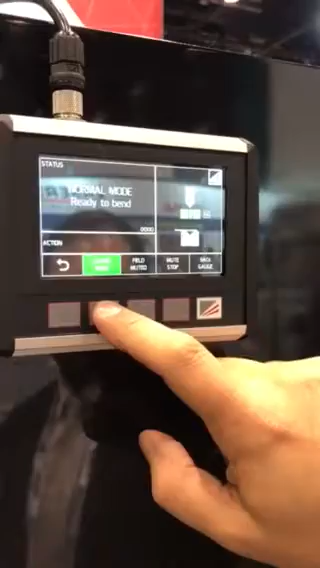 STATUS
NORMAL MODE
Ready to bend
ACTION
FIELD
MUTED
MUTE
STOP
BACK
GAUGE